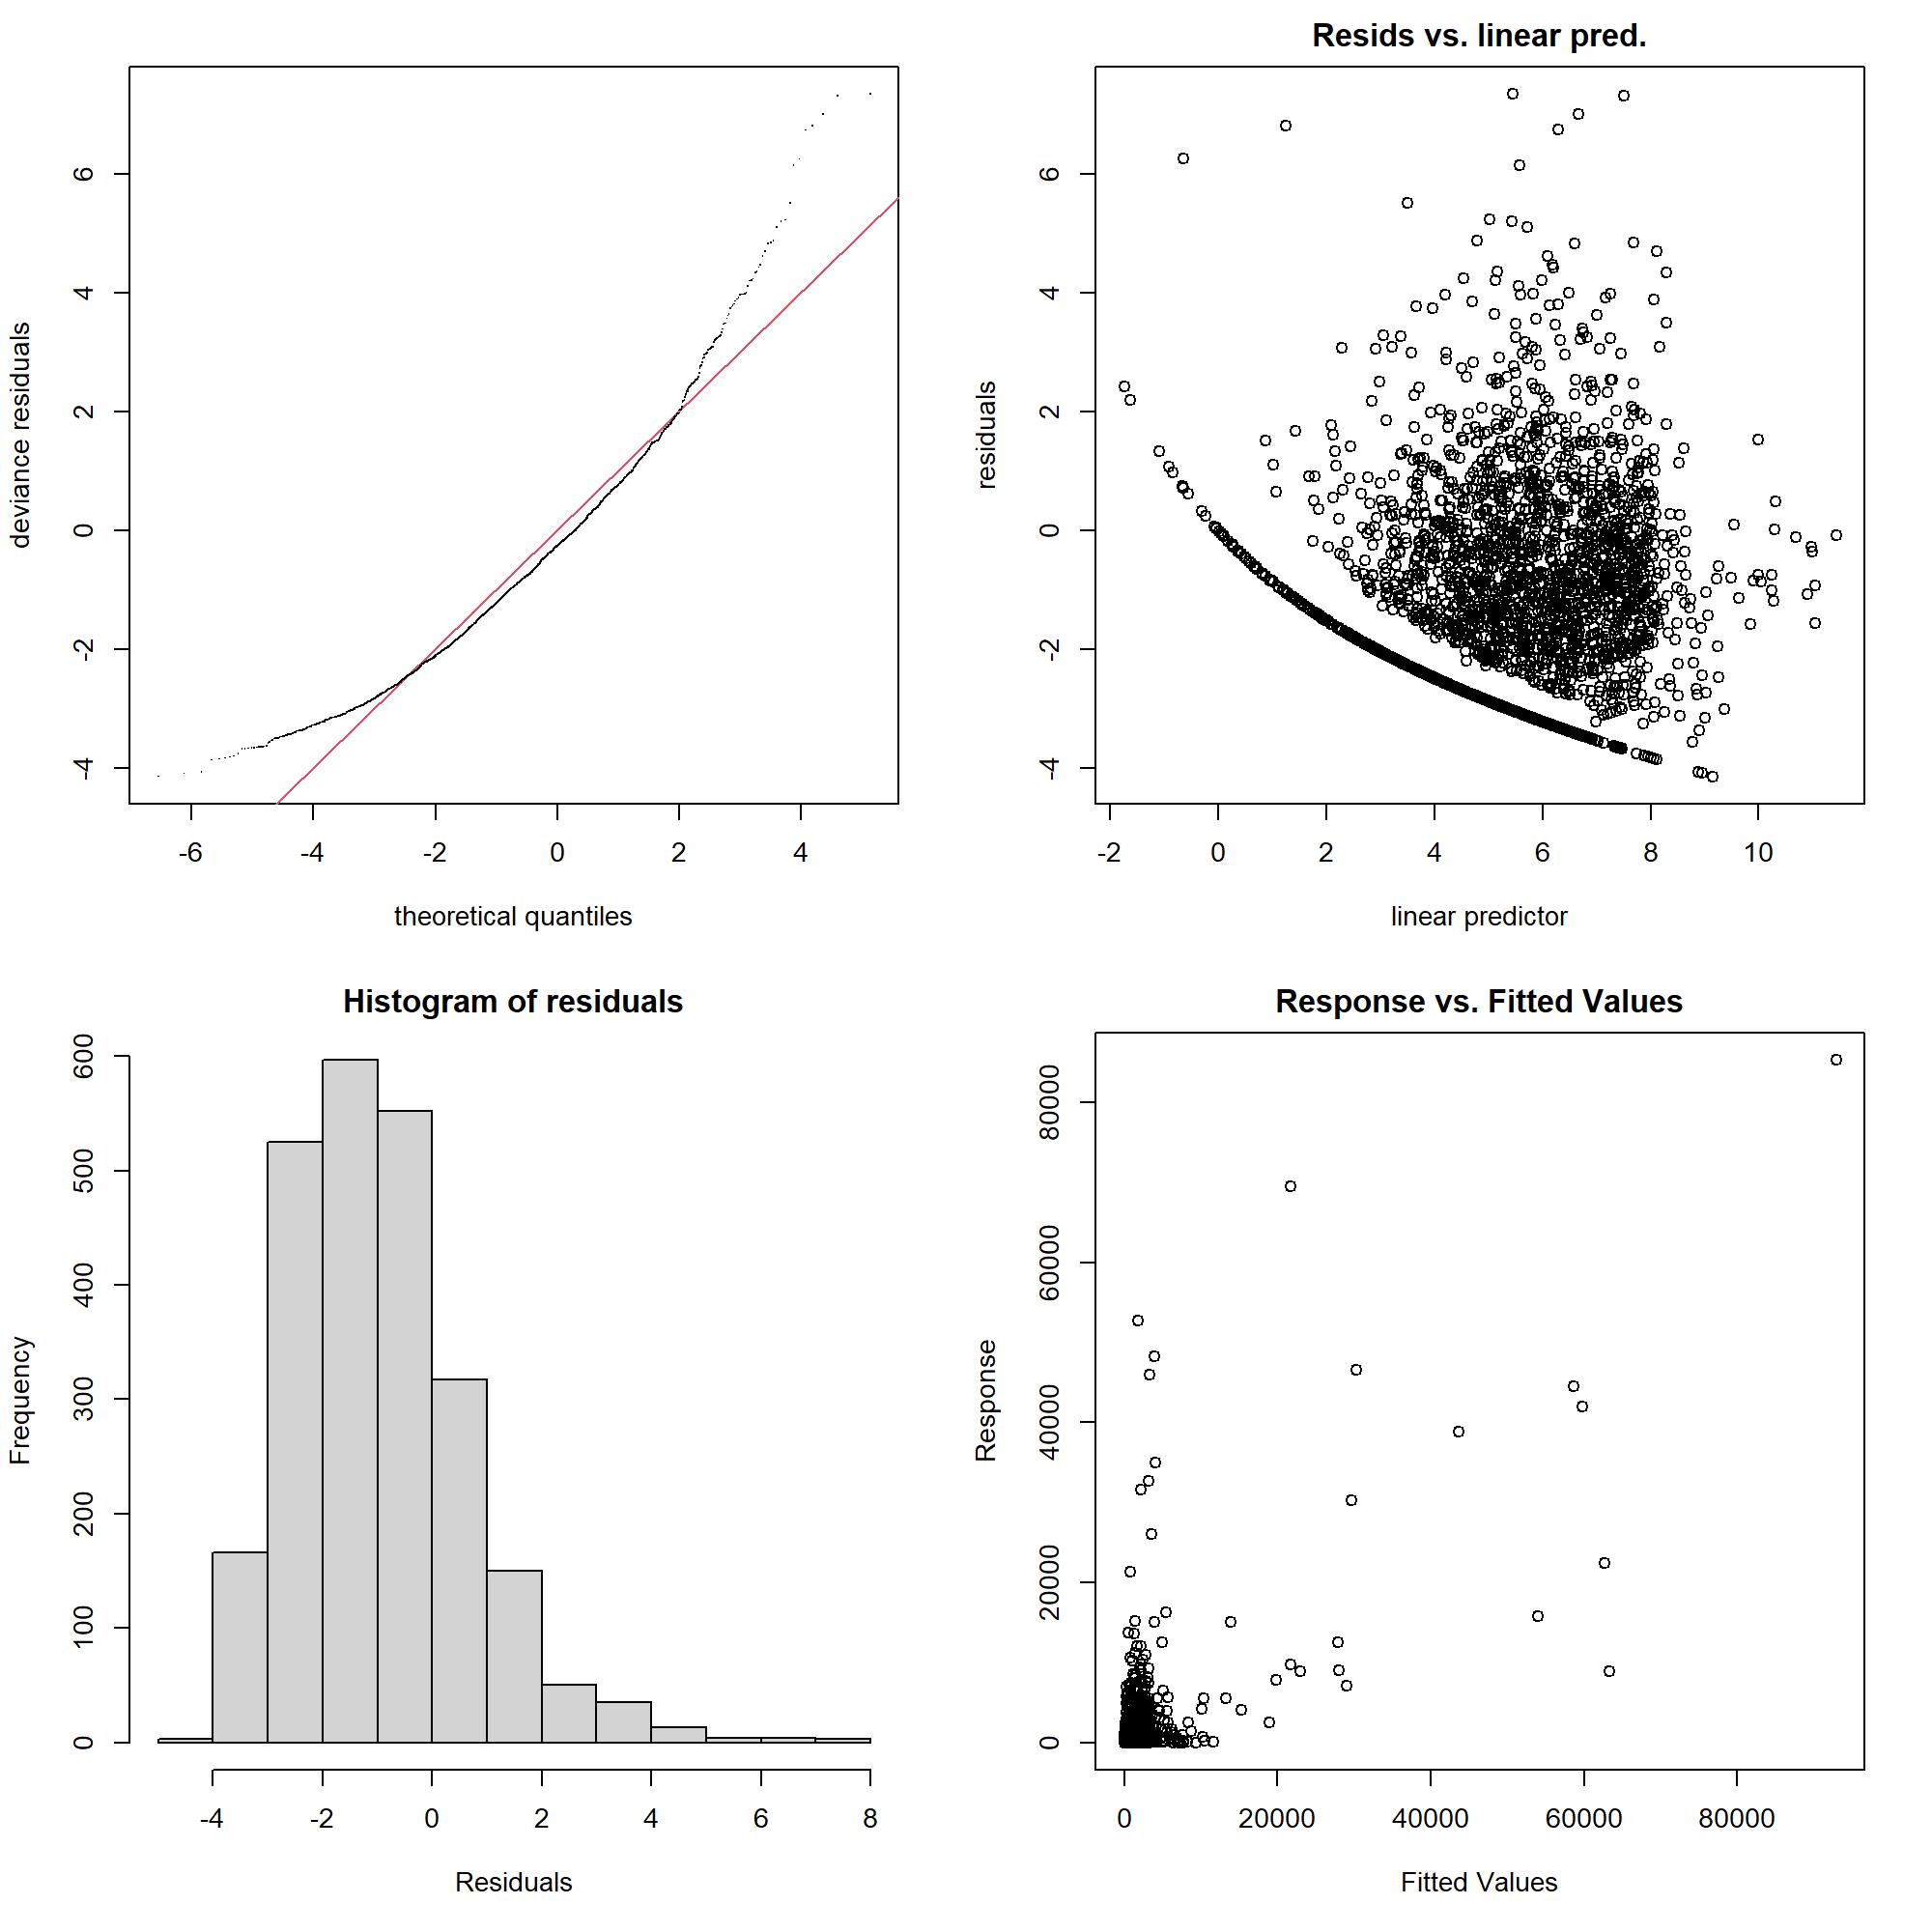 deviance residuals
6
4
2
0
-2
-4
-6 -4 -2 0 2 4
theoretical quantiles
Resids vs. linear pred.
residuals
6
4
2
0
-2
-4
-2 0 2 4 6 8 10
linear predictor
Histogram of residuals
Frequency
600
500
400
300
200
100
0
-4 -2 0 2 4 6 8
Residuals
Response vs. Fitted Values
Response
80000
60000
40000
20000
0
0 20000 40000 60000 80000
Fitted Values